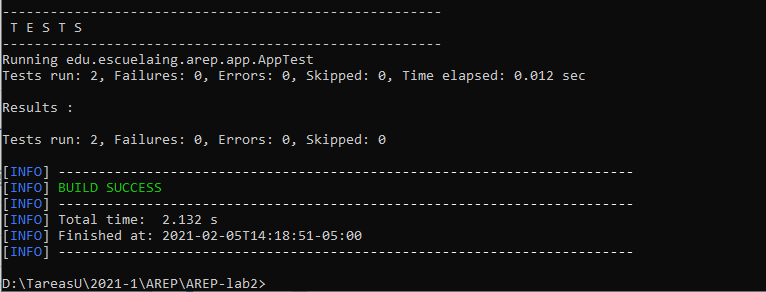 -------------------------------------------------------
 T E S T S
-------------------------------------------------------
Running edu.escuelaing.arep.app.AppTest
Tests run: 2, Failures: 0, Errors: 0, Skipped: 0, Time elapsed: 0.012 sec

Results :

Tests run: 2, Failures: 0, Errors: 0, Skipped: 0

[INFO] ------------------------------------------------------------------------
[INFO] BUILD SUCCESS
[INFO] ------------------------------------------------------------------------
[INFO] Total time:  2.132 s
[INFO] Finished at: 2021-02-05T14:18:51-05:00
[INFO] ------------------------------------------------------------------------

D:\TareasU\2021-1\AREP\AREP-lab2>